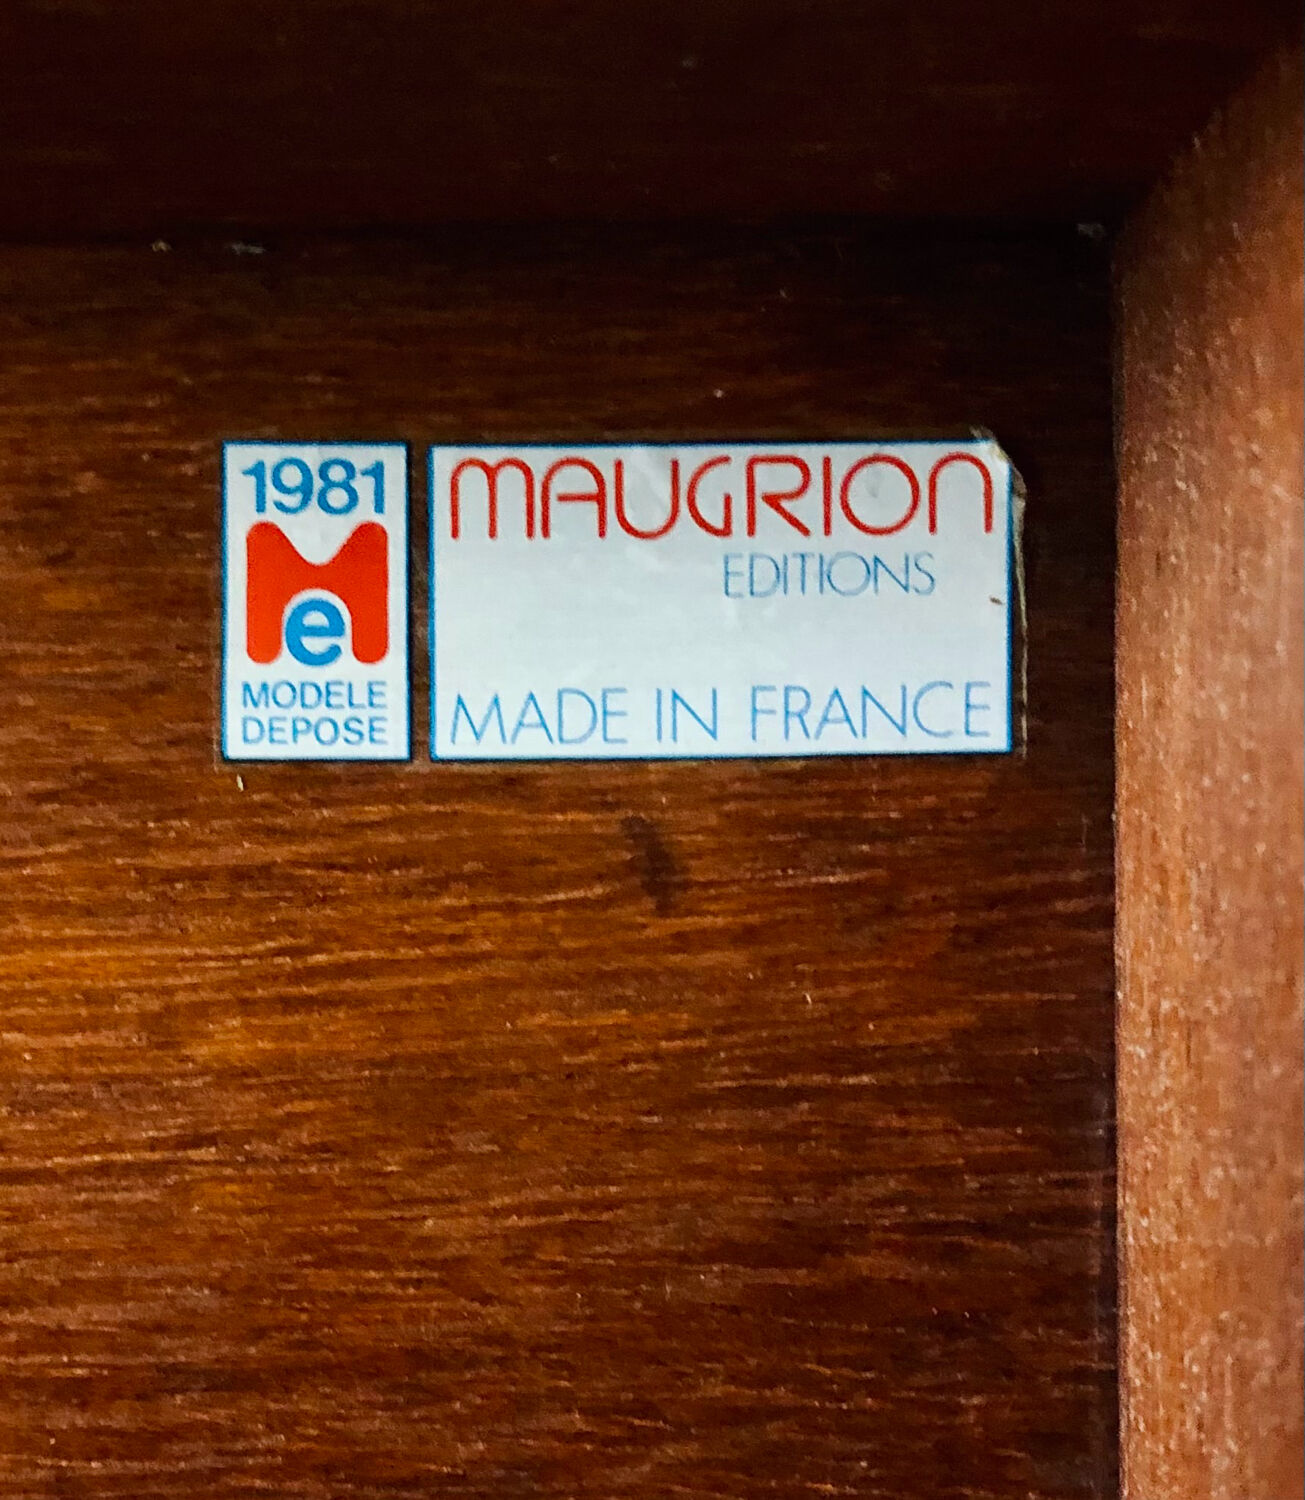 1981
Me
MODELE
DEPOSE
MAUGRION
EDITIONS
MADE IN FRANCE